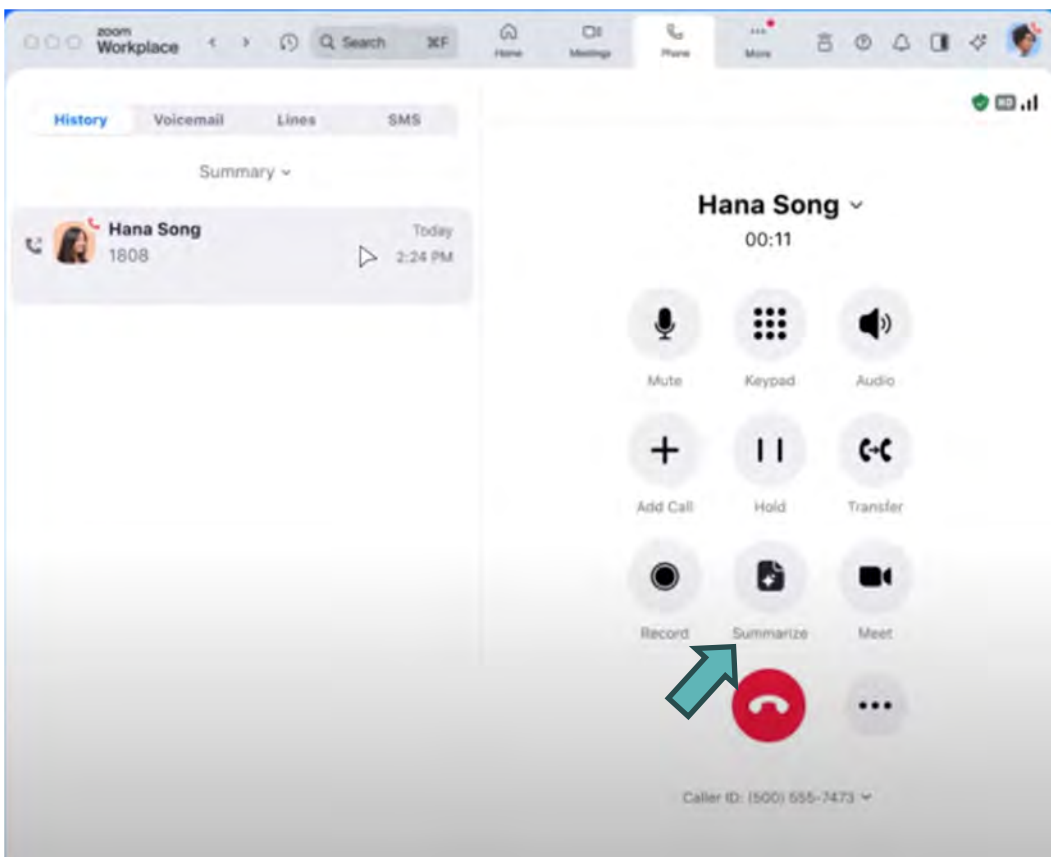 zoom
Workplace
Search ⌘F
Home
Meetings
Phone
More
HD
History Voicemail Lines SMS
Summary
Hana Song Today
1808 2:24 PM
Hana Song
00:11
Mute Keypad Audio
Add Call Hold Transfer
Record Summarize Meet
Caller ID: (500) 555-7473